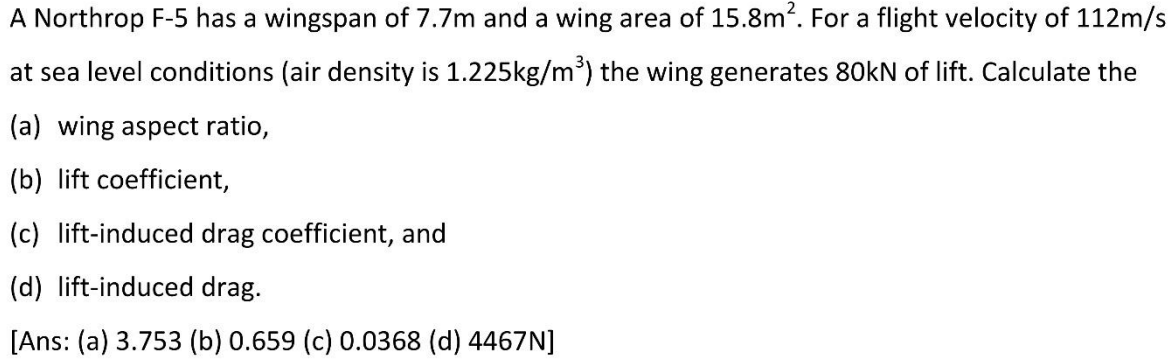 A Northrop F-5 has a wingspan of 7.7m and a wing area of 15.8m². For a flight velocity of 112m/s
at sea level conditions (air density is 1.225kg/m³) the wing generates 80kN of lift. Calculate the
(a) wing aspect ratio,
(b) lift coefficient,
(c) lift-induced drag coefficient, and
(d) lift-induced drag.
[Ans: (a) 3.753 (b) 0.659 (c) 0.0368 (d) 4467N]